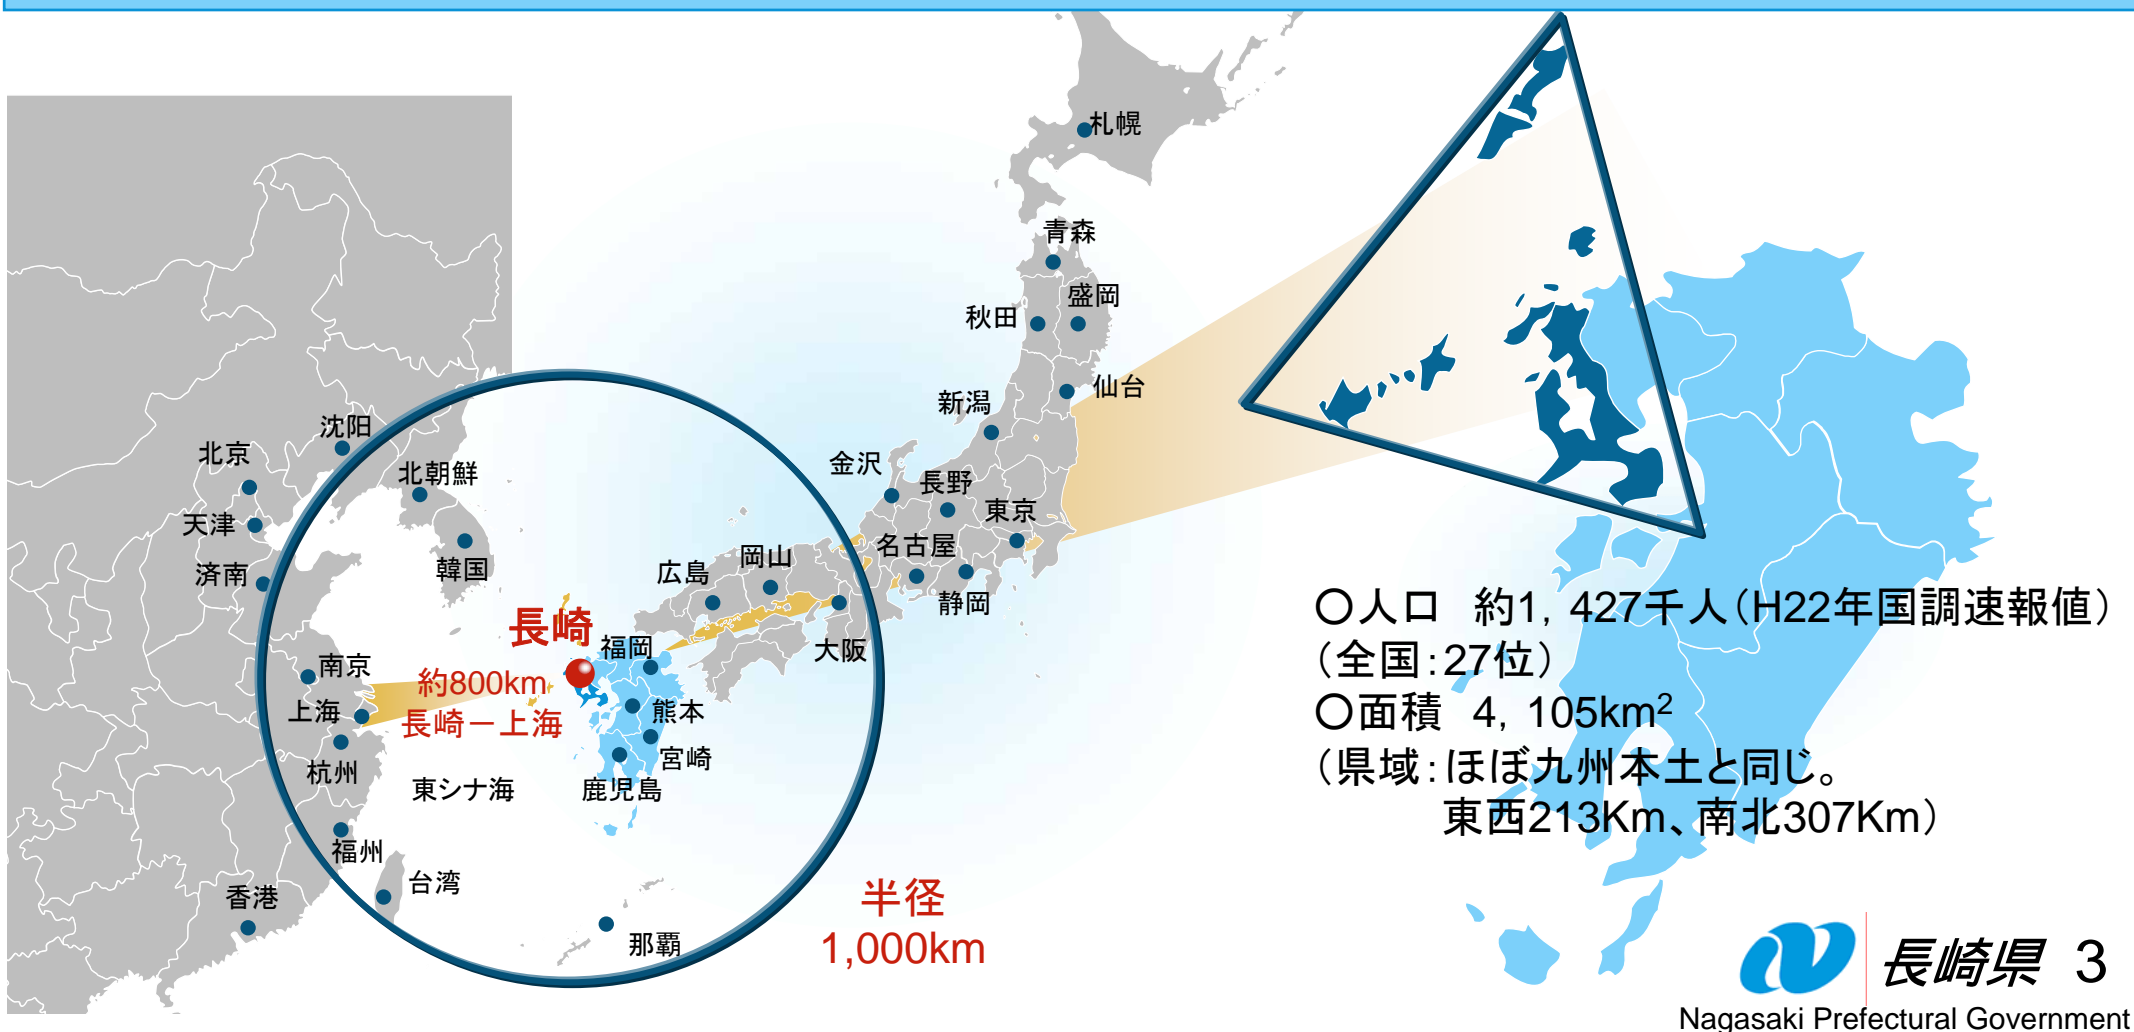 札幌
青森
盛岡
秋田
仙台
新潟
沈阳
北京
金沢
北朝鮮
長野
天津
東京
名古屋
岡山
済南
韓国
広島
静岡
長崎
福岡
大阪
南京
約800km
上海
長崎ー上海
熊本
宮崎
杭州
東シナ海
鹿児島
福州
台湾
香港
那覇
半径
1,000km
〇人口 約1，427千人（H22年国調速報値）
（全国：27位）
〇面積 4，105km²
（県域：ほぼ九州本土と同じ。
東西213Km、南北307Km）
長崎県 3
Nagasaki Prefectural Government